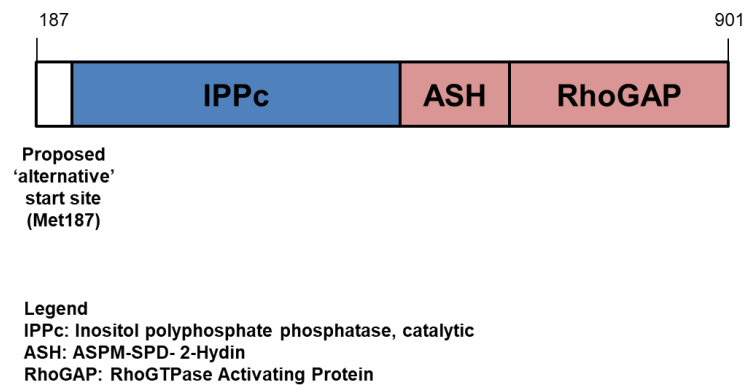 187 901
IPPc ASH RhoGAP
Proposed
‘alternative’
start site
(Met187)
Legend
IPPc: Inositol polyphosphate phosphatase, catalytic
ASH: ASPM-SPD- 2-Hydin
RhoGAP: RhoGTPase Activating Protein